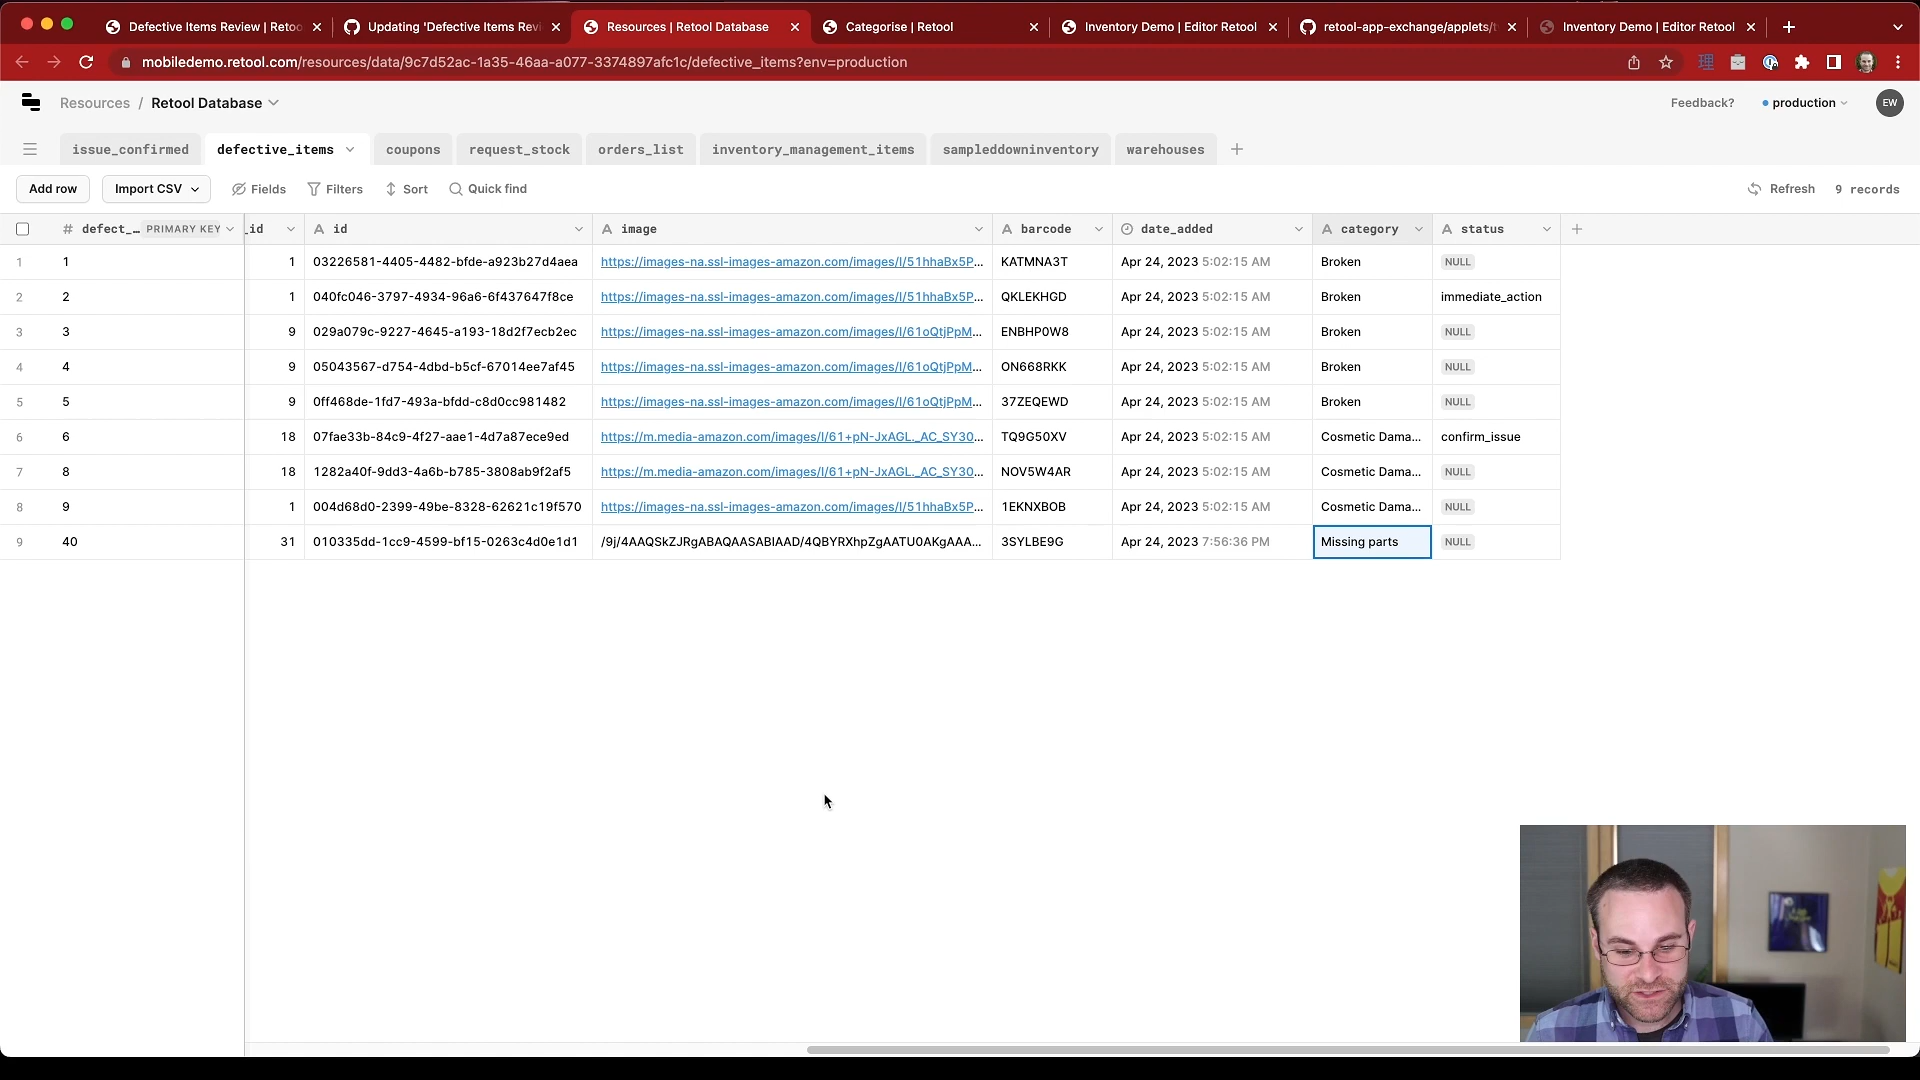 Defective Items Review | Retoo
Updating 'Defective Items Revi
Resources | Retool Database
Categorise | Retool
Inventory Demo | Editor Retool
retool-app-exchange/applets/t
Inventory Demo | Editor Retool
mobiledemo.retool.com/resources/data/9c7d52ac-1a35-46aa-a077-3374897afc1c/defective_items?env=production
Resources / Retool Database
Feedback?
production
EW
issue_confirmed
defective_items
coupons
request_stock
orders_list
inventory_management_items
sampleddowninventory
warehouses
Add row
Import CSV
Fields
Filters
Sort
Quick find
Refresh
9 records
# defect_… PRIMARY KEY _id id image barcode date_added category status
1 1 1 03226581-4405-4482-bfde-a923b27d4aea https://images-na.ssl-images-amazon.com/images/I/51hhaBx5P… KATMNA3T Apr 24, 2023 5:02:15 AM Broken NULL
2 2 1 040fc046-3797-4934-96a6-6f437647f8ce https://images-na.ssl-images-amazon.com/images/I/51hhaBx5P… QKLEKHGD Apr 24, 2023 5:02:15 AM Broken immediate_action
3 3 9 029a079c-9227-4645-a193-18d2f7ecb2ec https://images-na.ssl-images-amazon.com/images/I/61oQtjPpM… ENBHP0W8 Apr 24, 2023 5:02:15 AM Broken NULL
4 4 9 05043567-d754-4dbd-b5cf-67014ee7af45 https://images-na.ssl-images-amazon.com/images/I/61oQtjPpM… ON668RKK Apr 24, 2023 5:02:15 AM Broken NULL
5 5 9 0ff468de-1fd7-493a-bfdd-c8d0cc981482 https://images-na.ssl-images-amazon.com/images/I/61oQtjPpM… 37ZEQEWD Apr 24, 2023 5:02:15 AM Broken NULL
6 6 18 07fae33b-84c9-4f27-aae1-4d7a87ece9ed https://m.media-amazon.com/images/I/61+pN-JxAGL._AC_SY30… TQ9G50XV Apr 24, 2023 5:02:15 AM Cosmetic Dama… confirm_issue
7 8 18 1282a40f-9dd3-4a6b-b785-3808ab9f2af5 https://m.media-amazon.com/images/I/61+pN-JxAGL._AC_SY30… NOV5W4AR Apr 24, 2023 5:02:15 AM Cosmetic Dama… NULL
8 9 1 004d68d0-2399-49be-8328-62621c19f570 https://images-na.ssl-images-amazon.com/images/I/51hhaBx5P… 1EKNXBOB Apr 24, 2023 5:02:15 AM Cosmetic Dama… NULL
9 40 31 010335dd-1cc9-4599-bf15-0263c4d0e1d1 /9j/4AAQSkZJRgABAQAASABIAAD/4QBYRXhpZgAATU0AKgAAA… 3SYLBE9G Apr 24, 2023 7:56:36 PM Missing parts NULL